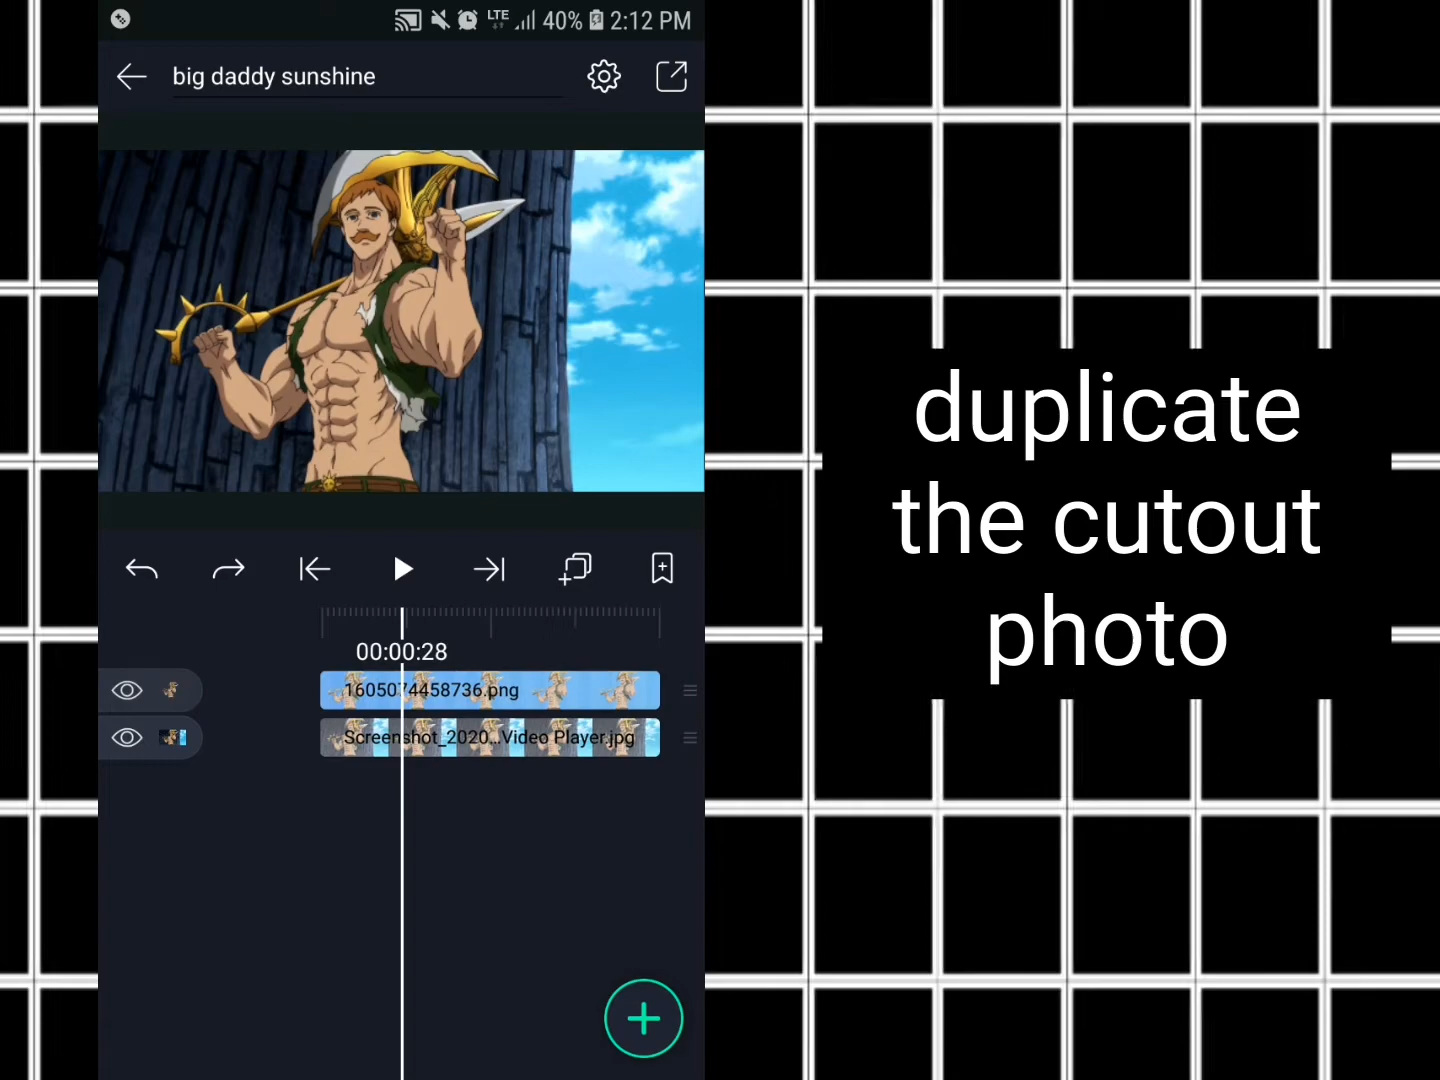 LTE 40% 2:12 PM
big daddy sunshine
00:00:28
1605074458736.png
Screenshot_2020...Video Player.jpg
duplicate
the cutout
photo